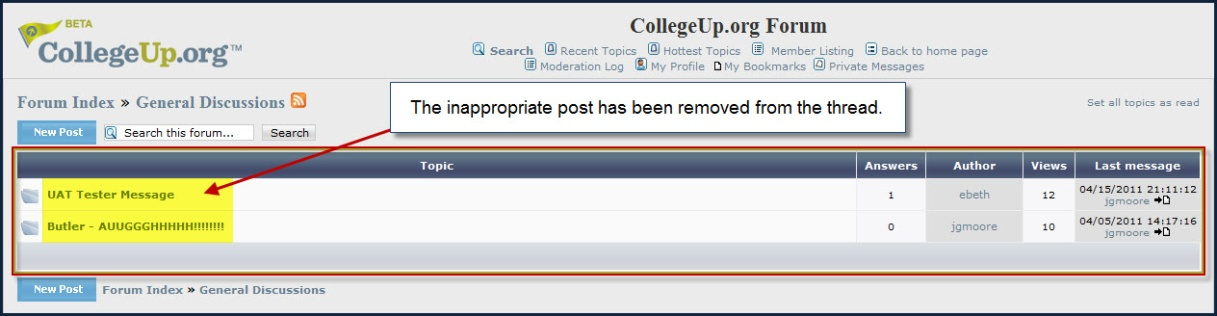 BETA
CollegeUp.org™
CollegeUp.org Forum
Search Recent Topics Hottest Topics Member Listing Back to home page
Moderation Log My Profile My Bookmarks Private Messages
Forum Index » General Discussions
The inappropriate post has been removed from the thread.
Set all topics as read
New Post Search this forum... Search
Topic Answers Author Views Last message
UAT Tester Message 1 ebeth 12 04/15/2011 21:11:12
jgmoore
Butler - AUUGGGHHHHH!!!!!!!! 0 jgmoore 10 04/05/2011 14:17:16
jgmoore
New Post Forum Index » General Discussions